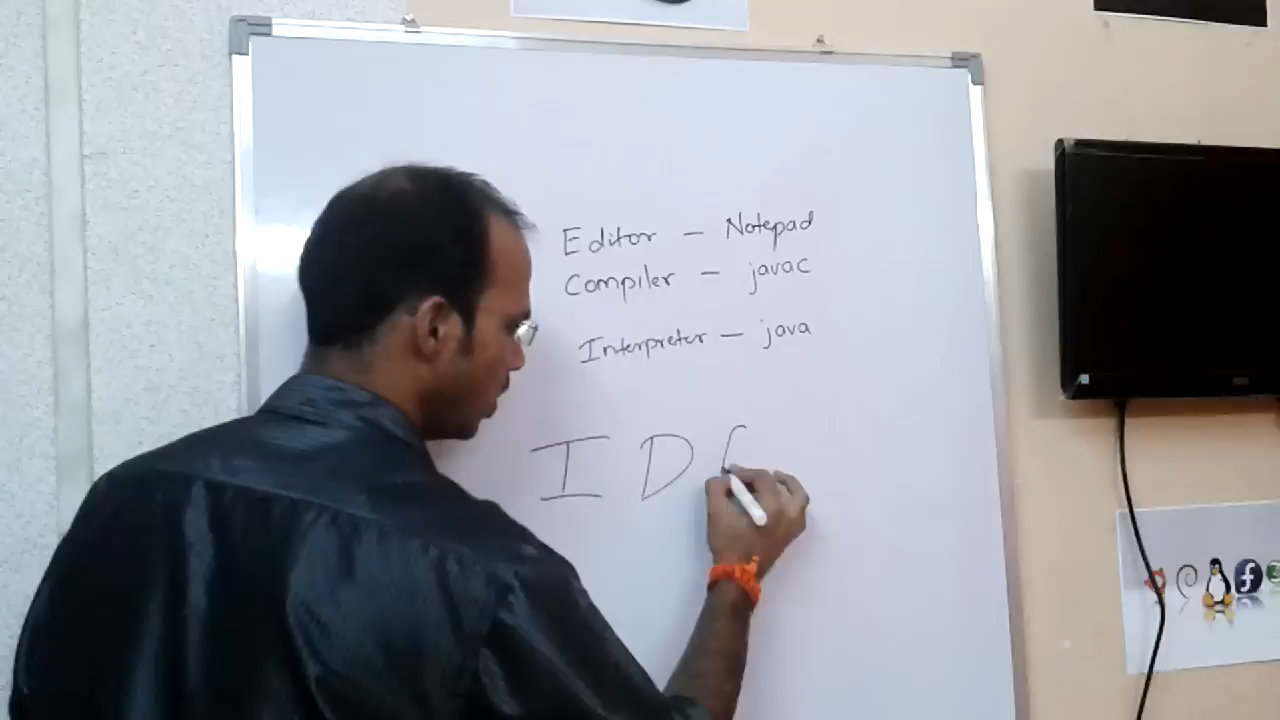 Editor - Notepad
Compiler - javac
Interpreter - java
I D